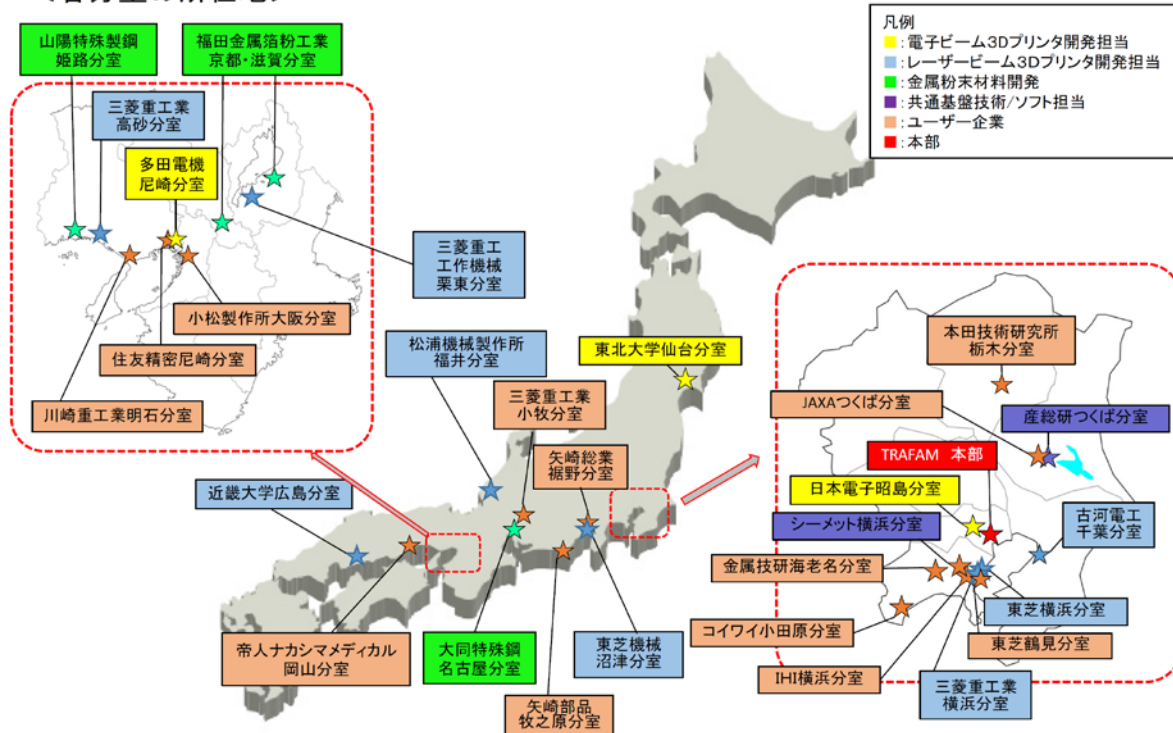 凡例
:電子ビーム3Dプリンタ開発担当
:レーザービーム3Dプリンタ開発担当
:金属粉末材料開発
:共通基盤技術/ソフト担当
:ユーザー企業
:本部
山陽特殊製鋼
姫路分室
福田金属箔粉工業
京都・滋賀分室
三菱重工業
高砂分室
多田電機
尼崎分室
三菱重工
工作機械
栗東分室
小松製作所大阪分室
住友精密尼崎分室
川崎重工業明石分室
松浦機械製作所
福井分室
東北大学仙台分室
三菱重工業
小牧分室
矢崎総業
裾野分室
近畿大学広島分室
帝人ナカシマメディカル
岡山分室
大同特殊鋼
名古屋分室
東芝機械
沼津分室
矢崎部品
牧之原分室
本田技術研究所
栃木分室
JAXAつくば分室
産総研つくば分室
TRAFAM 本部
日本電子昭島分室
シーメット横浜分室
古河電工
千葉分室
金属技研海老名分室
コイワイ小田原分室
東芝横浜分室
東芝鶴見分室
IHI横浜分室
三菱重工業
横浜分室